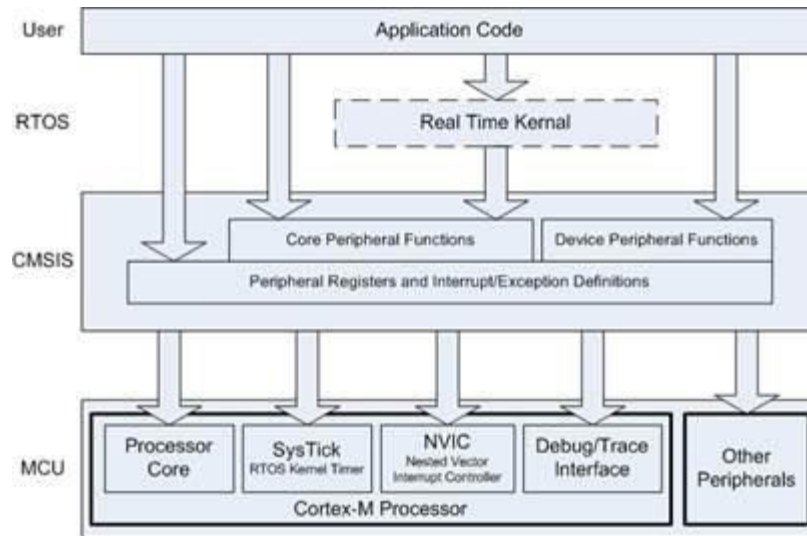 User
Application Code
RTOS
Real Time Kernal
CMSIS
Core Peripheral Functions
Device Peripheral Functions
Peripheral Registers and Interrupt/Exception Definitions
MCU
Processor
Core
SysTick
RTOS Kernel Timer
NVIC
Nested Vector
Interrupt Controller
Debug/Trace
Interface
Other
Peripherals
Cortex-M Processor